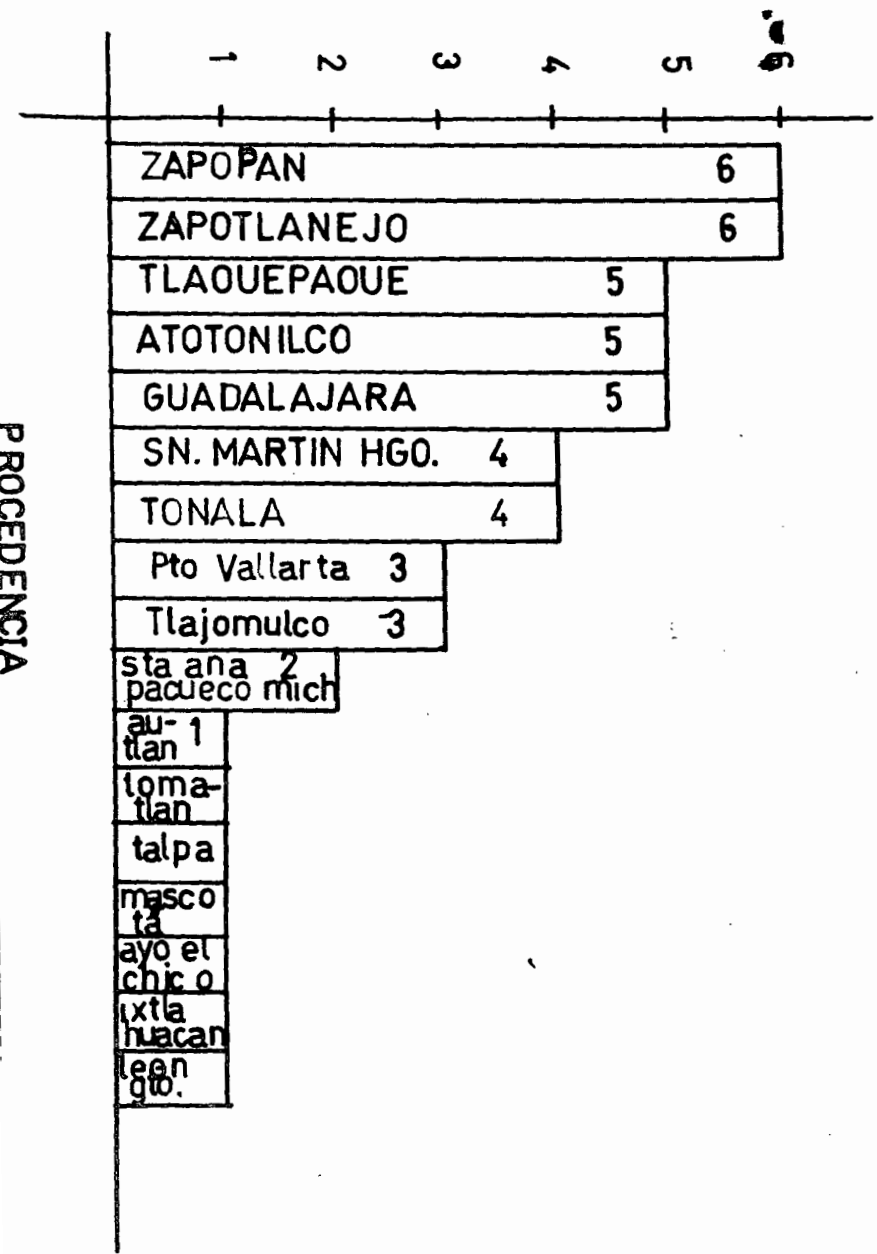 1 2 3 4 5 6
ZAPOPAN 6
ZAPOTLANEJO 6
TLAQUEPAQUE 5
ATOTONILCO 5
GUADALAJARA 5
SN. MARTIN HGO. 4
TONALA 4
Pto Vallarta 3
Tlajomulco 3
sta ana 2
pacueco mich
au- 1
tlan
toma-
tlan
talpa
masco
ta
ayo el
chico
ixtla
huacan
leon
gto.
PROCEDENCIA